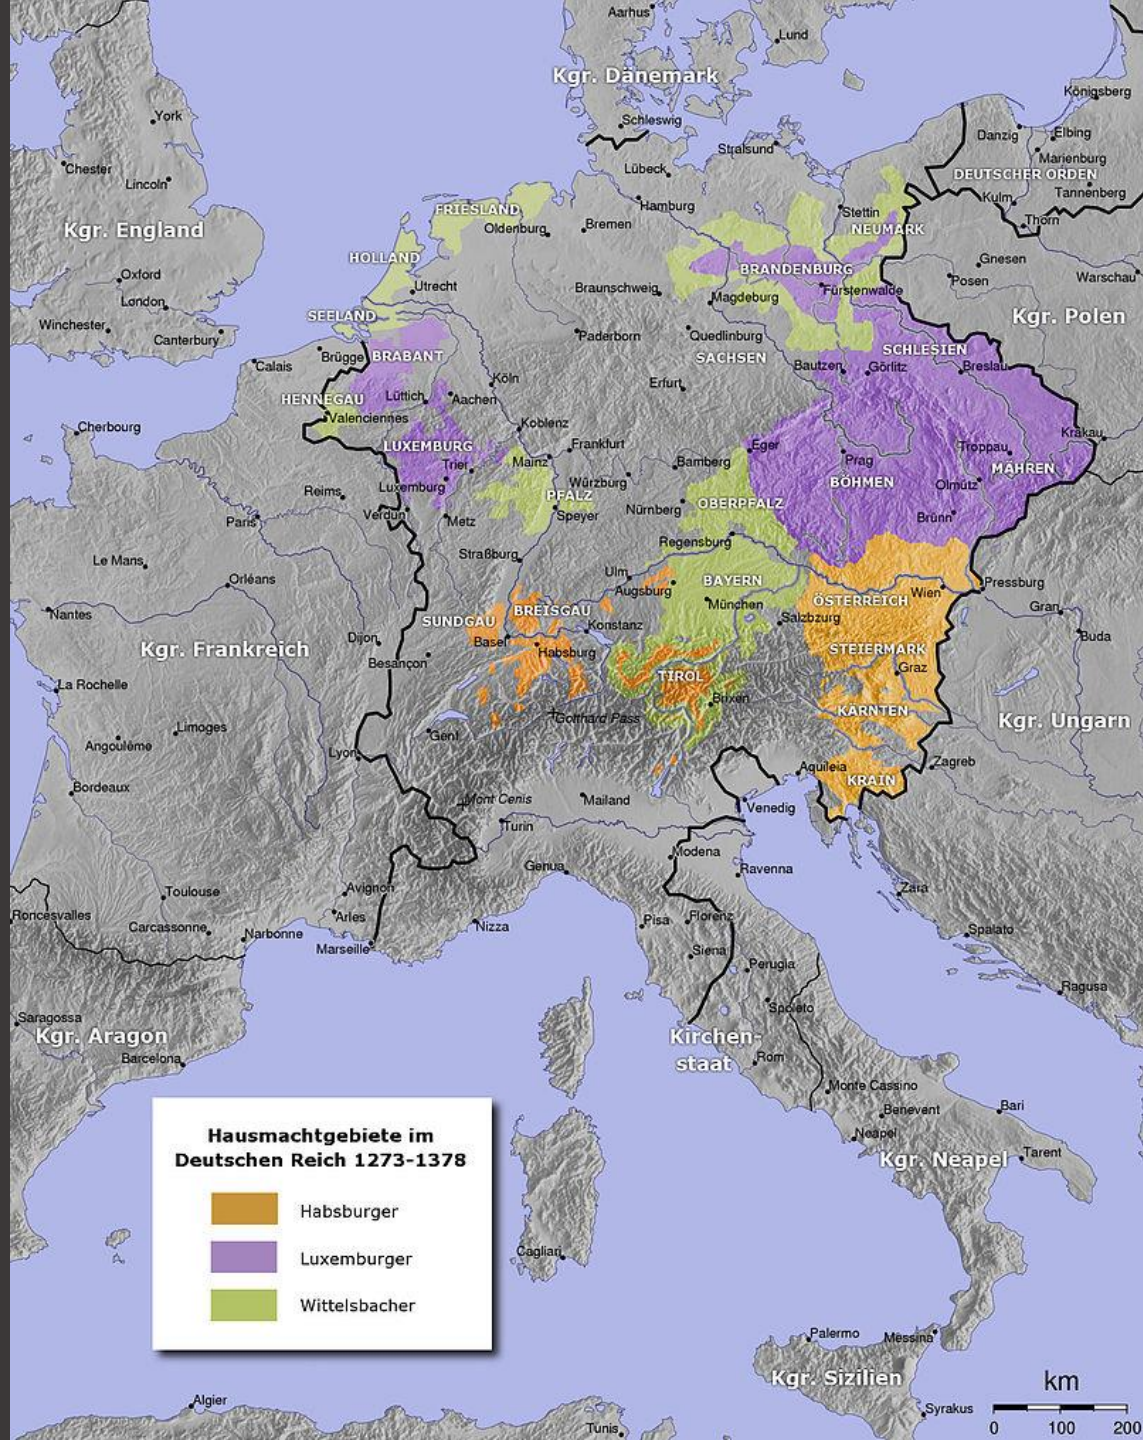 Aarhus
Lund
Kgr. Dänemark
Königsberg
York
Schleswig
Danzig
Elbing
Stralsund
Marienburg
Chester
Lübeck
DEUTSCHER ORDEN
Lincoln
Tannenberg
Kulm
Hamburg
FRIESLAND
Stettin
Thorn
Kgr. England
Oldenburg
Bremen
NEUMARK
HOLLAND
Gnesen
Oxford
BRANDENBURG
Posen
Warschau
Utrecht
Braunschweig
Fürstenwalde
London
Magdeburg
SEELAND
Kgr. Polen
Winchester
Canterbury
Paderborn
Quedlinburg
Brügge
BRABANT
SACHSEN
SCHLESIEN
Calais
Bautzen
Görlitz
Breslau
Köln
Erfurt
HENNEGAU
Lüttich
Aachen
Valenciennes
Koblenz
Cherbourg
Krakau
LUXEMBURG
Frankfurt
Eger
Troppau
Trier
Mainz
Bamberg
Prag
MÄHREN
Luxemburg
Würzburg
BÖHMEN
Olmütz
Reims
PFALZ
OBERPFALZ
Verdun
Speyer
Nürnberg
Paris
Metz
Brünn
Regensburg
Straßburg
Le Mans
Ulm
Orléans
Augsburg
BAYERN
Pressburg
Wien
Nantes
BREISGAU
München
ÖSTERREICH
Gran
SUNDGAU
Konstanz
Salzbzurg
Dijon
Basel
Buda
Kgr. Frankreich
Habsburg
STEIERMARK
Besançon
Graz
TIROL
La Rochelle
Brixen
KÄRNTEN
Gotthard Pass
Kgr. Ungarn
Limoges
Genf
Angoulême
Lyon
Zagreb
Aquileia
KRAIN
Bordeaux
Mont Cenis
Mailand
Venedig
Turin
Modena
Genua
Ravenna
Toulouse
Avignon
Zara
Roncesvalles
Arles
Pisa
Florenz
Carcassonne
Narbonne
Nizza
Spalato
Marseille
Siena
Perugia
Ragusa
Saragossa
Spoleto
Kgr. Aragon
Kirchen-
staat
Barcelona
Rom
Monte Cassino
Benevent
Bari
Neapel
Kgr. Neapel
Tarent
Hausmachtgebiete im
Deutschen Reich 1273-1378
Habsburger
Luxemburger
Wittelsbacher
Cagliari
Palermo
Messina
Kgr. Sizilien
km
Algier
Syrakus
Tunis
0 100 200